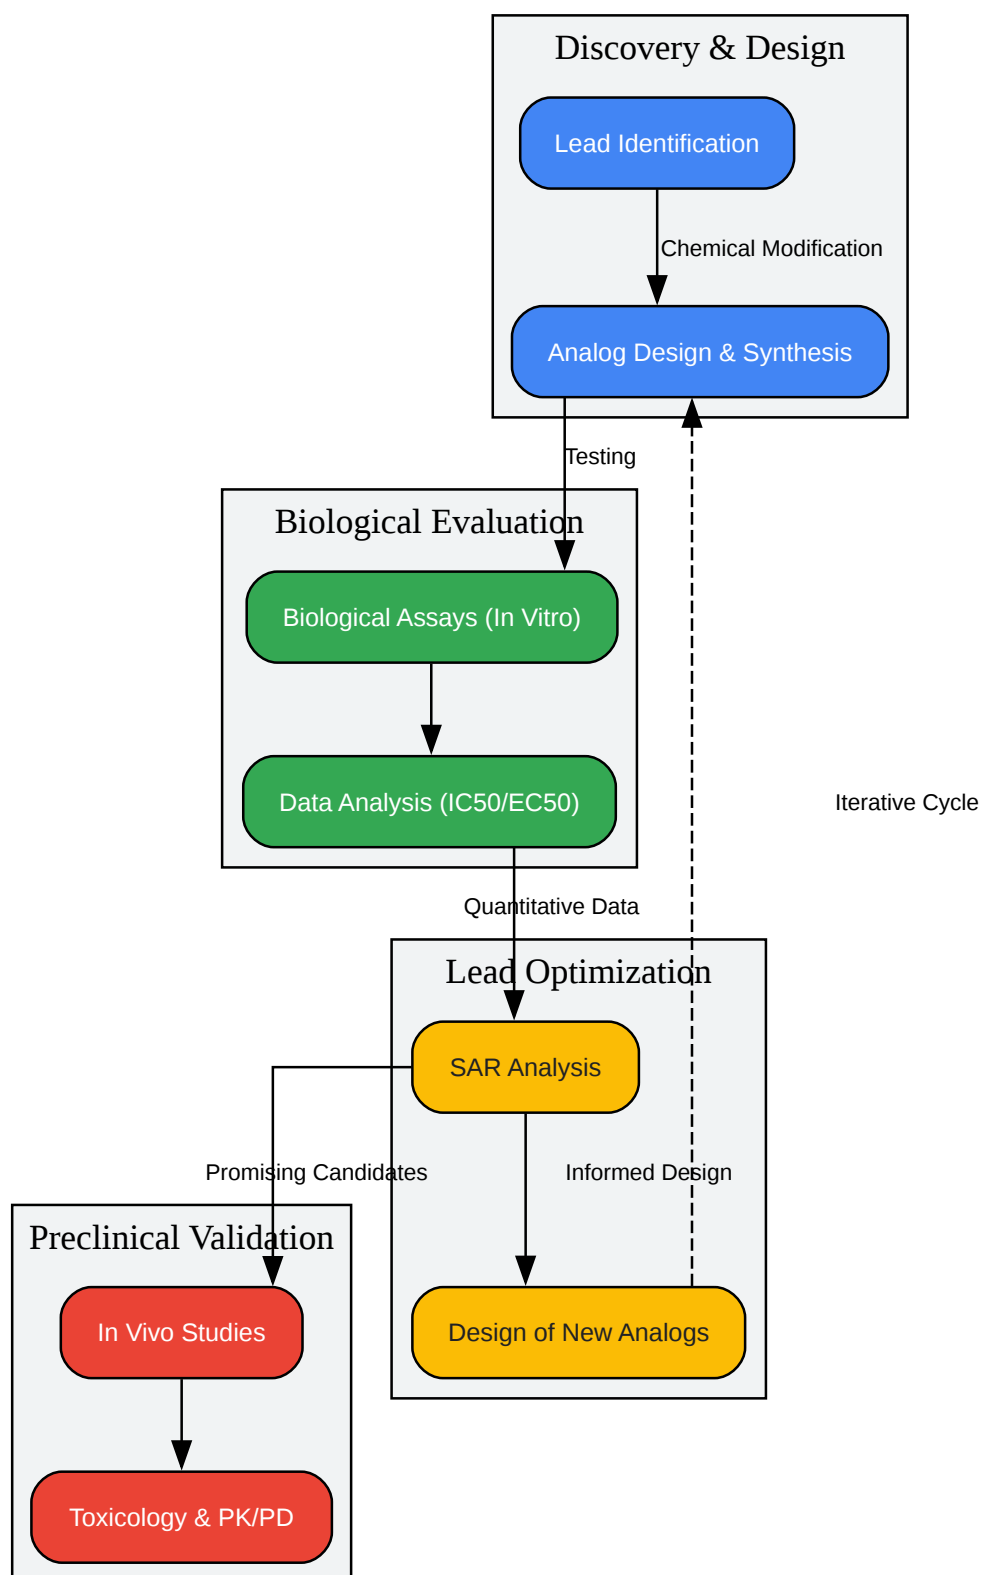 Discovery & Design
Lead Identification
Chemical Modification
Analog Design & Synthesis
Testing
Biological Evaluation
Biological Assays (In Vitro)
Data Analysis (IC50/EC50)
Iterative Cycle
Quantitative Data
Lead Optimization
SAR Analysis
Promising Candidates
Informed Design
Preclinical Validation
In Vivo Studies
Design of New Analogs
Toxicology & PK/PD